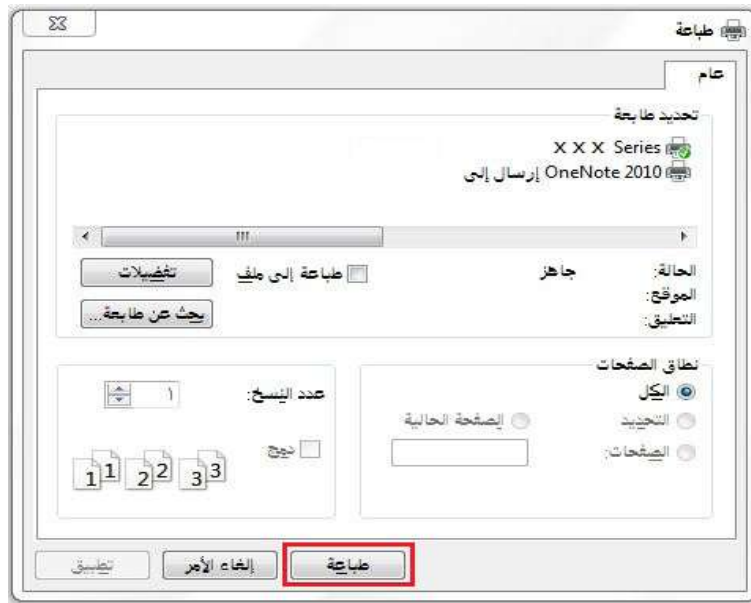 طباعة
عام
تحديد طابعة
X X X Series
إرسال إلى OneNote 2010
الحالة: جاهز
طباعة إلى ملف
تفضيلات
الموقع:
التعليق:
بحث عن طابعة...
نطاق الصفحات
الكل
التحديد
الصفحة الحالية
الصفحات:
عدد النسخ:
١
دمج
1 1 2 2 3 3
طباعة
إلغاء الأمر
تطبيق